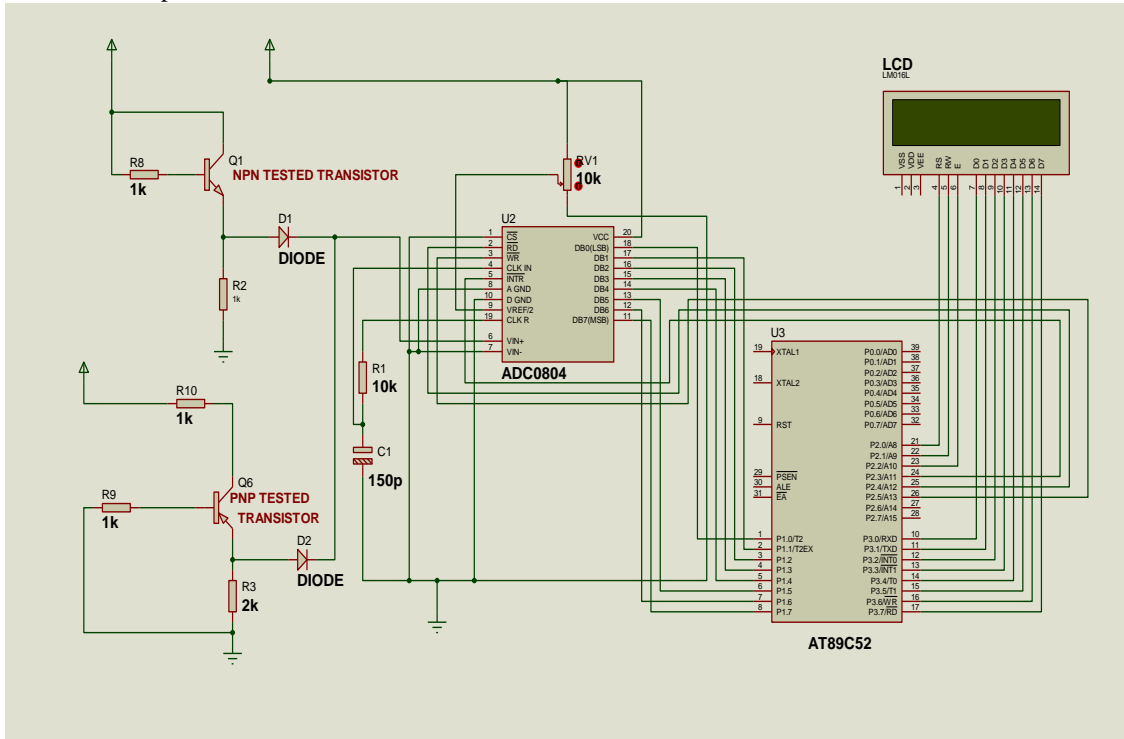 LCD
LM016L
VSS
VDD
VEE
RS
RW
E
D0
D1
D2
D3
D4
D5
D6
D7
1
2
3
4
5
6
7
8
9
10
11
12
13
14
R8
1k
Q1
NPN TESTED TRANSISTOR
D1
DIODE
R2
1k
RV1
10k
U2
1 CS VCC 20
2 RD DB0(LSB) 18
3 WR DB1 17
4 CLK IN DB2 16
5 INTR DB3 15
8 A GND DB4 14
10 D GND DB5 13
9 VREF/2 DB6 12
19 CLK R DB7(MSB) 11
6 VIN+
7 VIN-
ADC0804
R1
10k
C1
150p
R10
1k
R9
1k
Q6
PNP TESTED
TRANSISTOR
D2
DIODE
R3
2k
U3
19 XTAL1 P0.0/AD0 39
P0.1/AD1 38
P0.2/AD2 37
18 XTAL2 P0.3/AD3 36
P0.4/AD4 35
P0.5/AD5 34
P0.6/AD6 33
9 RST P0.7/AD7 32
P2.0/A8 21
P2.1/A9 22
P2.2/A10 23
29 PSEN P2.3/A11 24
30 ALE P2.4/A12 25
31 EA P2.5/A13 26
P2.6/A14 27
P2.7/A15 28
1 P1.0/T2 P3.0/RXD 10
2 P1.1/T2EX P3.1/TXD 11
3 P1.2 P3.2/INT0 12
4 P1.3 P3.3/INT1 13
5 P1.4 P3.4/T0 14
6 P1.5 P3.5/T1 15
7 P1.6 P3.6/WR 16
8 P1.7 P3.7/RD 17
AT89C52